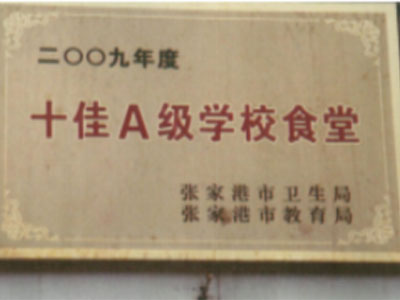 二〇〇九年度
十佳A级学校食堂
张家港市卫生局
张家港市教育局